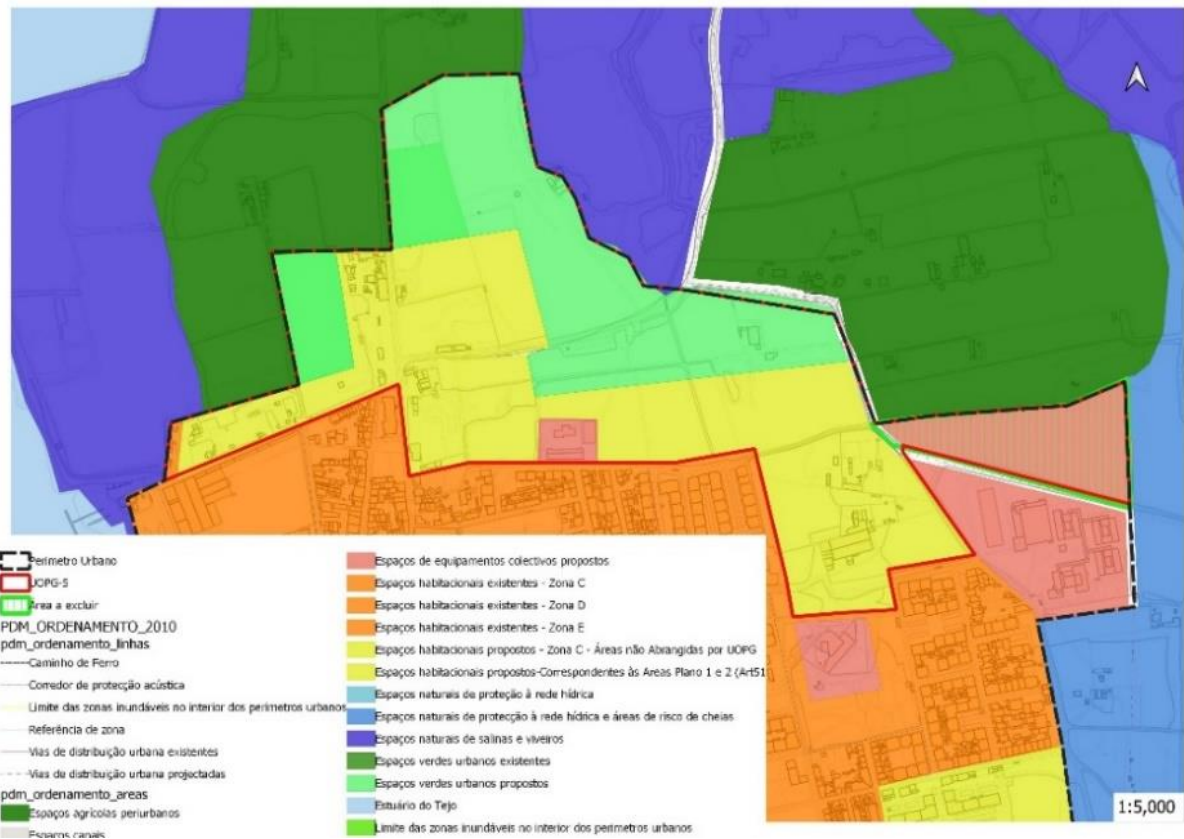 Perímetro Urbano
UOPG-5
Área a excluir
PDM_ORDENAMENTO_2010
pdm_ordenamento_linhas
Caminho de Ferro
Corredor de protecção acústica
Limite das zonas inundáveis no interior dos perímetros urbanos
Referência de zona
Vias de distribuição urbana existentes
Vias de distribuição urbana projectadas
pdm_ordenamento_areas
Espaços agrícolas periurbanos
Espaços canais
Espaços de equipamentos colectivos propostos
Espaços habitacionais existentes - Zona C
Espaços habitacionais existentes - Zona D
Espaços habitacionais existentes - Zona E
Espaços habitacionais propostos - Zona C - Áreas não Abrangidas por UOPG
Espaços habitacionais propostos-Correspondentes às Áreas Plano 1 e 2 (Art51
Espaços naturais de proteção à rede hídrica
Espaços naturais de protecção à rede hídrica e áreas de risco de cheias
Espaços naturais de salinas e viveiros
Espaços verdes urbanos existentes
Espaços verdes urbanos propostos
Estuário do Tejo
Limite das zonas inundáveis no interior dos perímetros urbanos
1:5,000